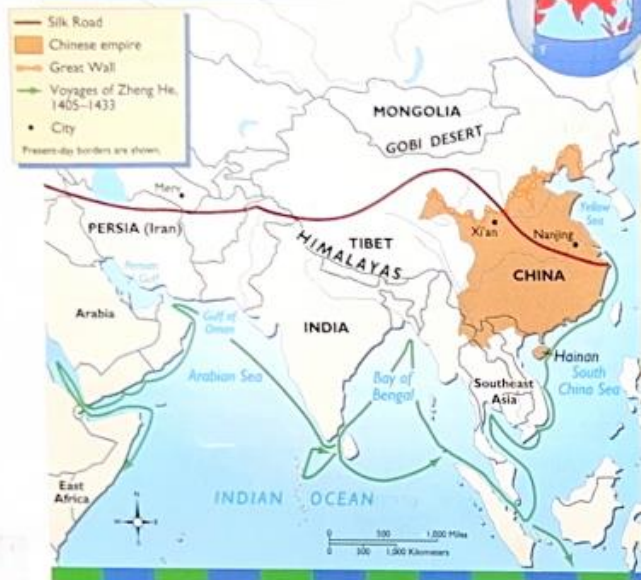 Silk Road
Chinese empire
Great Wall
Voyages of Zheng He,
1405–1433
City
Present-day borders are shown.
MONGOLIA
GOBI DESERT
Merv
PERSIA (Iran)
HIMALAYAS
TIBET
Xi'an
Nanjing
Yellow
Sea
CHINA
Persian
Gulf
Arabia
Gulf of
Oman
INDIA
Arabian Sea
Bay of
Bengal
Hainan
South
China Sea
Southeast
Asia
East
Africa
INDIAN OCEAN
0 500 1,000 Miles
0 500 1,000 Kilometers